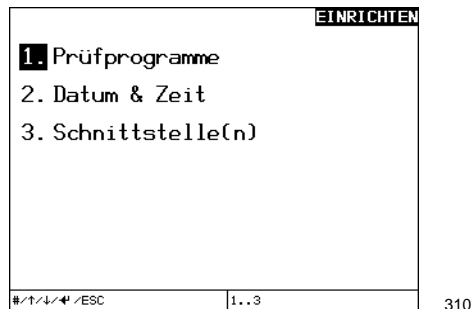 EINRICHTEN
1. Prüfprogramme
2. Datum & Zeit
3. Schnittstelle(n)
#/↑/↓/↵ /ESC 1..3
310